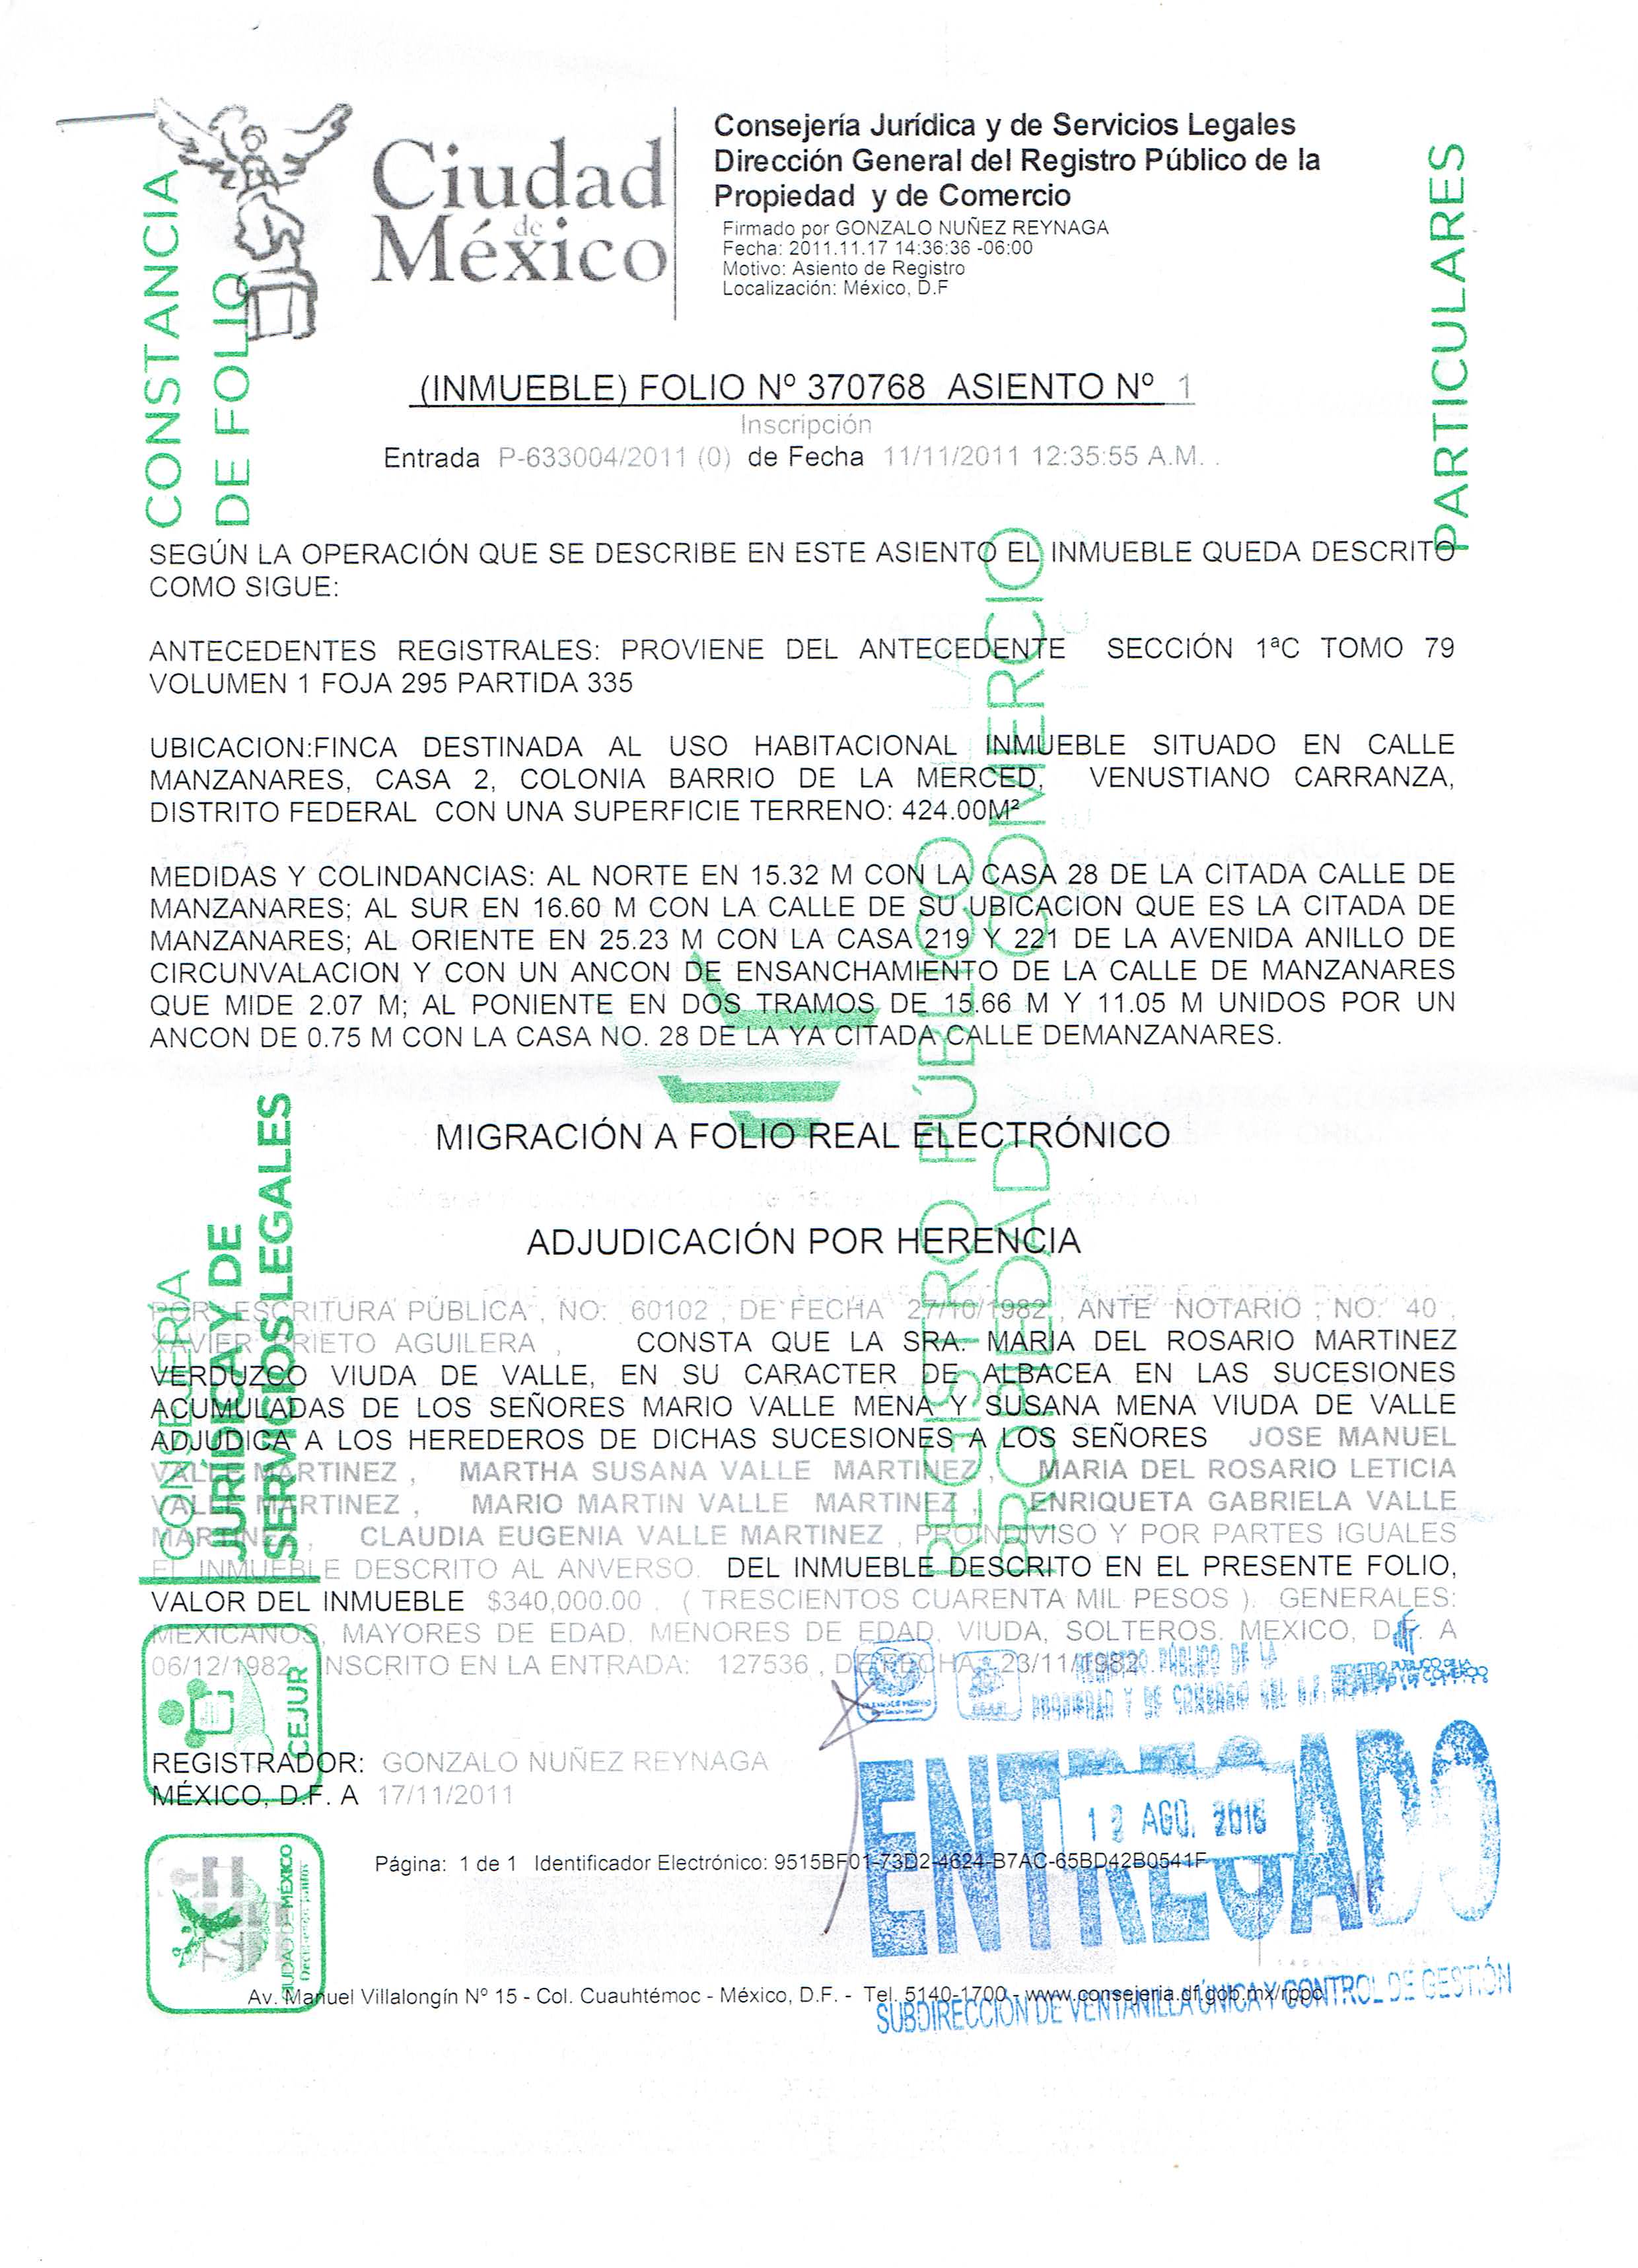 Ciudad
de
México
Consejería Jurídica y de Servicios Legales
Dirección General del Registro Público de la
Propiedad y de Comercio
Firmado por GONZALO NUÑEZ REYNAGA
Fecha: 2011.11.17 14:36:36 -06:00
Motivo: Asiento de Registro
Localización: México, D.F
CONSTANCIA
DE FOLIO
PARTICULARES
(INMUEBLE) FOLIO Nº 370768 ASIENTO Nº 1
Inscripción
Entrada P-633004/2011 (0) de Fecha 11/11/2011 12:35:55 A.M. .
SEGÚN LA OPERACIÓN QUE SE DESCRIBE EN ESTE ASIENTO EL INMUEBLE QUEDA DESCRITO
COMO SIGUE:
ANTECEDENTES REGISTRALES: PROVIENE DEL ANTECEDENTE SECCIÓN 1ªC TOMO 79
VOLUMEN 1 FOJA 295 PARTIDA 335
UBICACION:FINCA DESTINADA AL USO HABITACIONAL INMUEBLE SITUADO EN CALLE
MANZANARES, CASA 2, COLONIA BARRIO DE LA MERCED, VENUSTIANO CARRANZA,
DISTRITO FEDERAL CON UNA SUPERFICIE TERRENO: 424.00M²
MEDIDAS Y COLINDANCIAS: AL NORTE EN 15.32 M CON LA CASA 28 DE LA CITADA CALLE DE
MANZANARES; AL SUR EN 16.60 M CON LA CALLE DE SU UBICACION QUE ES LA CITADA DE
MANZANARES; AL ORIENTE EN 25.23 M CON LA CASA 219 Y 221 DE LA AVENIDA ANILLO DE
CIRCUNVALACION Y CON UN ANCON DE ENSANCHAMIENTO DE LA CALLE DE MANZANARES
QUE MIDE 2.07 M; AL PONIENTE EN DOS TRAMOS DE 15.66 M Y 11.05 M UNIDOS POR UN
ANCON DE 0.75 M CON LA CASA NO. 28 DE LA YA CITADA CALLE DEMANZANARES.
REGISTRO PÚBLICO
PROPIEDAD Y COMERCIO
MIGRACIÓN A FOLIO REAL ELECTRÓNICO
ADJUDICACIÓN POR HERENCIA
POR ESCRITURA PÚBLICA , NO: 60102 , DE FECHA 27/10/1982 , ANTE NOTARIO , NO: 40 ,
XAVIER PRIETO AGUILERA , CONSTA QUE LA SRA. MARIA DEL ROSARIO MARTINEZ
VERDUZCO VIUDA DE VALLE, EN SU CARACTER DE ALBACEA EN LAS SUCESIONES
ACUMULADAS DE LOS SEÑORES MARIO VALLE MENA Y SUSANA MENA VIUDA DE VALLE
ADJUDICA A LOS HEREDEROS DE DICHAS SUCESIONES A LOS SEÑORES JOSE MANUEL
VALLE MARTINEZ , MARTHA SUSANA VALLE MARTINEZ , MARIA DEL ROSARIO LETICIA
VALLE MARTINEZ , MARIO MARTIN VALLE MARTINEZ , ENRIQUETA GABRIELA VALLE
MARTINEZ , CLAUDIA EUGENIA VALLE MARTINEZ , PROINDIVISO Y POR PARTES IGUALES
EL INMUEBLE DESCRITO AL ANVERSO. DEL INMUEBLE DESCRITO EN EL PRESENTE FOLIO,
VALOR DEL INMUEBLE $340,000.00 . ( TRESCIENTOS CUARENTA MIL PESOS ). GENERALES:
MEXICANOS, MAYORES DE EDAD, MENORES DE EDAD, VIUDA, SOLTEROS. MEXICO, D.F. A
06/12/1982. INSCRITO EN LA ENTRADA: 127536 , DE FECHA: 23/11/1982.
CONSEJERÍA
JURÍDICA Y DE
SERVICIOS LEGALES
CEJUR
REGISTRO PÚBLICO DE LA
PROPIEDAD Y DE COMERCIO DEL D.F.
REGISTRADOR: GONZALO NUÑEZ REYNAGA
MÉXICO, D.F. A 17/11/2011
ENTREGADO
AGO. 2016
Página: 1 de 1 Identificador Electrónico: 9515BF01-73D2-4624-B7AC-65BD42B0541F
CIUDAD DE MÉXICO
Decidiendo juntos
Av. Manuel Villalongín Nº 15 - Col. Cuauhtémoc - México, D.F. - Tel. 5140-1700 - www.consejeria.df.gob.mx/rppc
SUBDIRECCIÓN DE VENTANILLA ÚNICA Y CONTROL DE GESTIÓN